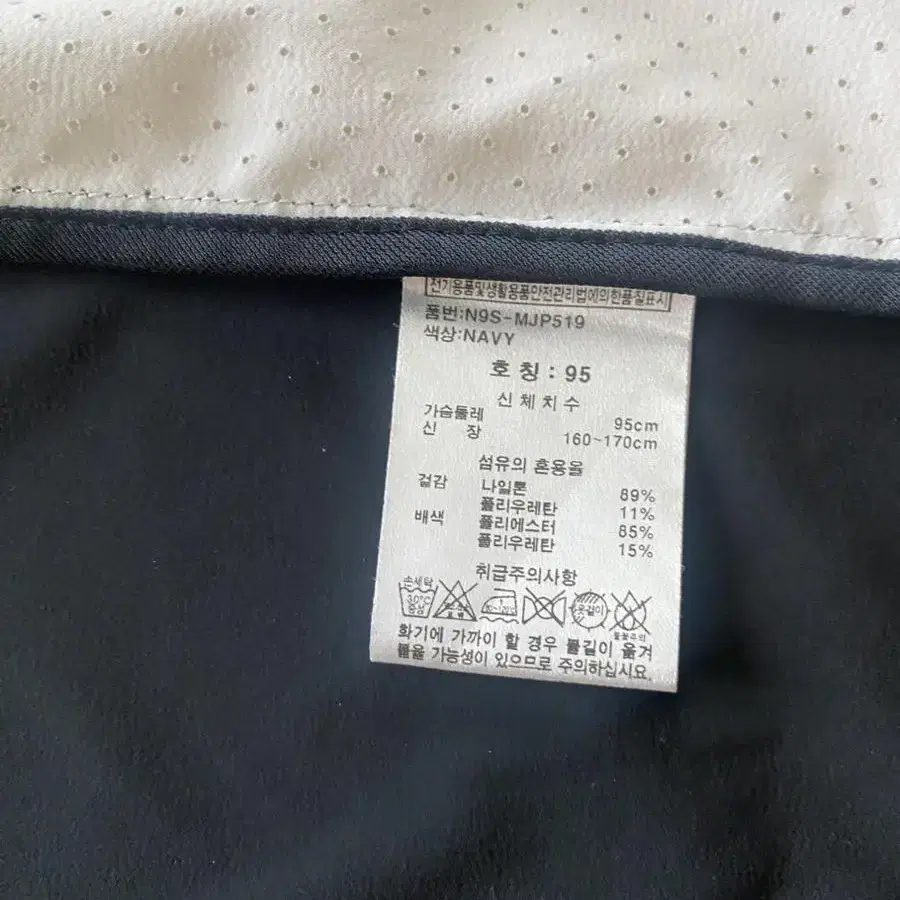 전기용품및생활용품안전관리법에의한품질표시
품번:N9S-MJP519
색상:NAVY
호 칭 : 95
신 체 치 수
가슴둘레 95cm
신 장 160~170cm
섬유의 혼용율
겉감 나일론 89%
폴리우레탄 11%
배색 폴리에스터 85%
폴리우레탄 15%
취급주의사항
손세탁
30℃
중성
옷걸이
화기에 가까이 할 경우 불길이 옮겨
붙을 가능성이 있으므로 주의하십시요.